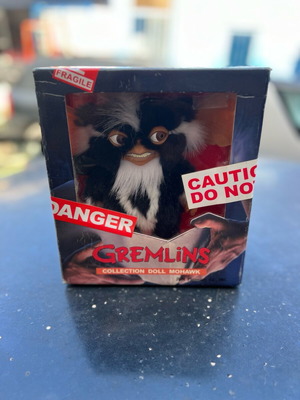 FRAGILE
CAUTIO
DO NO
DANGER
GREMLINS
COLLECTION DOLL MOHAWK